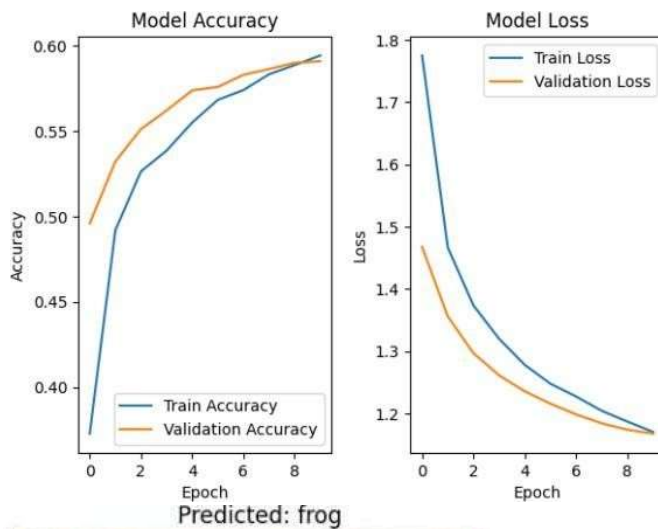 Model Accuracy
0.60
0.55
0.50
0.45
0.40
Accuracy
Train Accuracy
Validation Accuracy
0 2 4 6 8
Epoch
Model Loss
1.8
1.7
1.6
1.5
1.4
1.3
1.2
Loss
Train Loss
Validation Loss
0 2 4 6 8
Epoch
Predicted: frog